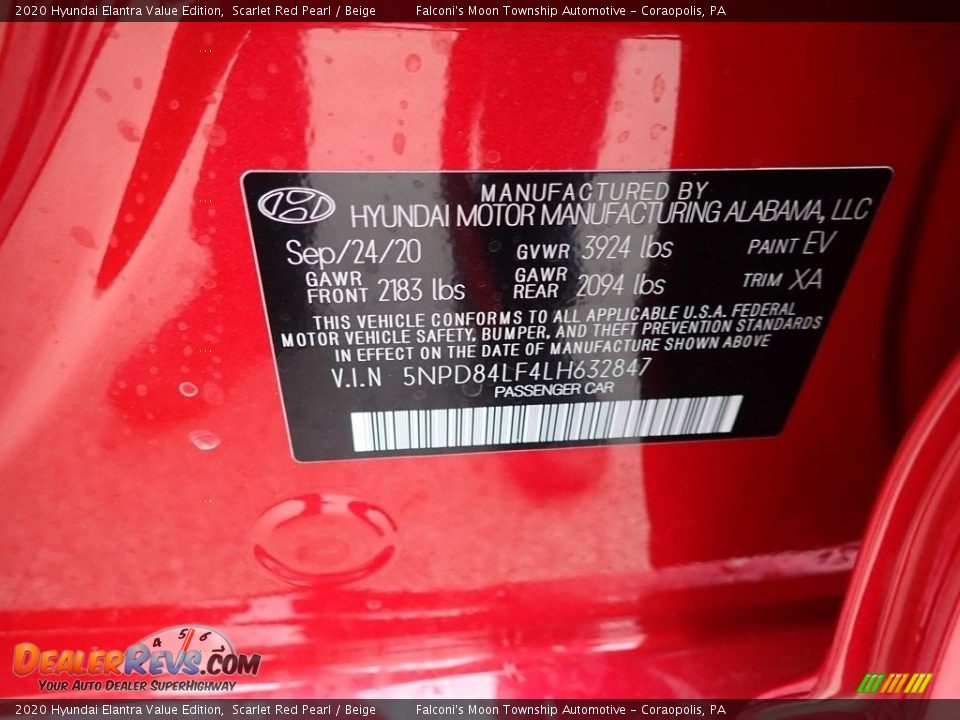 2020 Hyundai Elantra Value Edition, Scarlet Red Pearl / Beige Falconi's Moon Township Automotive - Coraopolis, PA
MANUFACTURED BY
HYUNDAI MOTOR MANUFACTURING ALABAMA, LLC
Sep/24/20 GVWR 3924 lbs PAINT EV
GAWR FRONT 2183 lbs GAWR REAR 2094 lbs TRIM XA
THIS VEHICLE CONFORMS TO ALL APPLICABLE U.S.A. FEDERAL
MOTOR VEHICLE SAFETY, BUMPER, AND THEFT PREVENTION STANDARDS
IN EFFECT ON THE DATE OF MANUFACTURE SHOWN ABOVE
V.I.N 5NPD84LF4LH632847
PASSENGER CAR
4 5 6
DEALERREVS.COM
YOUR AUTO DEALER SUPERHIGHWAY
2020 Hyundai Elantra Value Edition, Scarlet Red Pearl / Beige Falconi's Moon Township Automotive - Coraopolis, PA